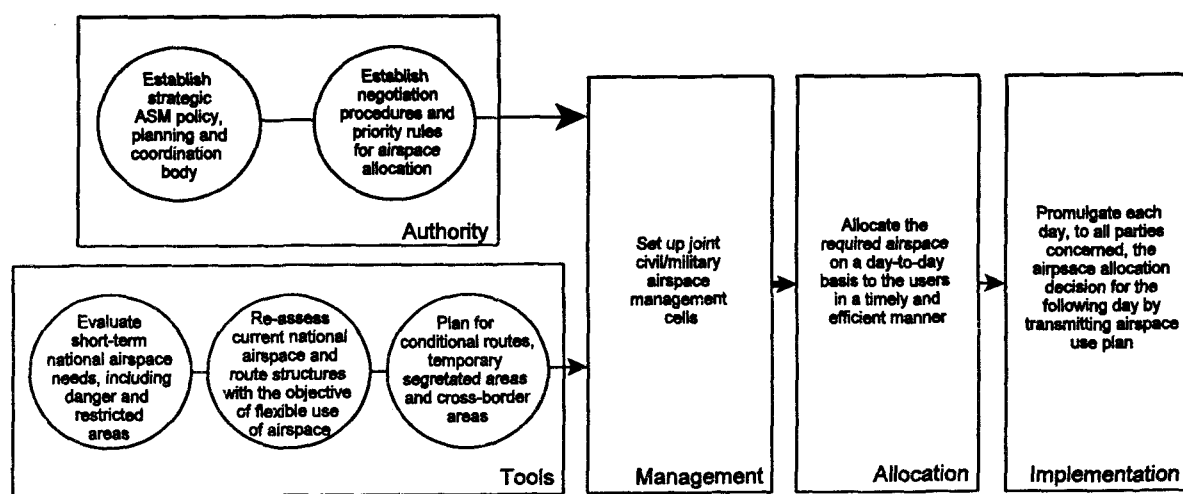 Establish
strategic
ASM policy,
planning and
coordination
body
Establish
negotiation
procedures and
priority rules
for airspace
allocation
Authority
Evaluate
short-term
national airspace
needs, including
danger and
restricted
areas
Re-assess
current national
airspace and
route structures
with the objective
of flexible use
of airspace
Plan for
conditional routes,
temporary
segretated areas
and cross-border
areas
Tools
Set up joint
civil/military
airspace
management
cells
Management
Allocate the
required airspace
on a day-to-day
basis to the users
in a timely and
efficient manner
Allocation
Promulgate each
day, to all parties
concerned, the
airpsace allocation
decision for the
following day by
transmitting airspace
use plan
Implementation